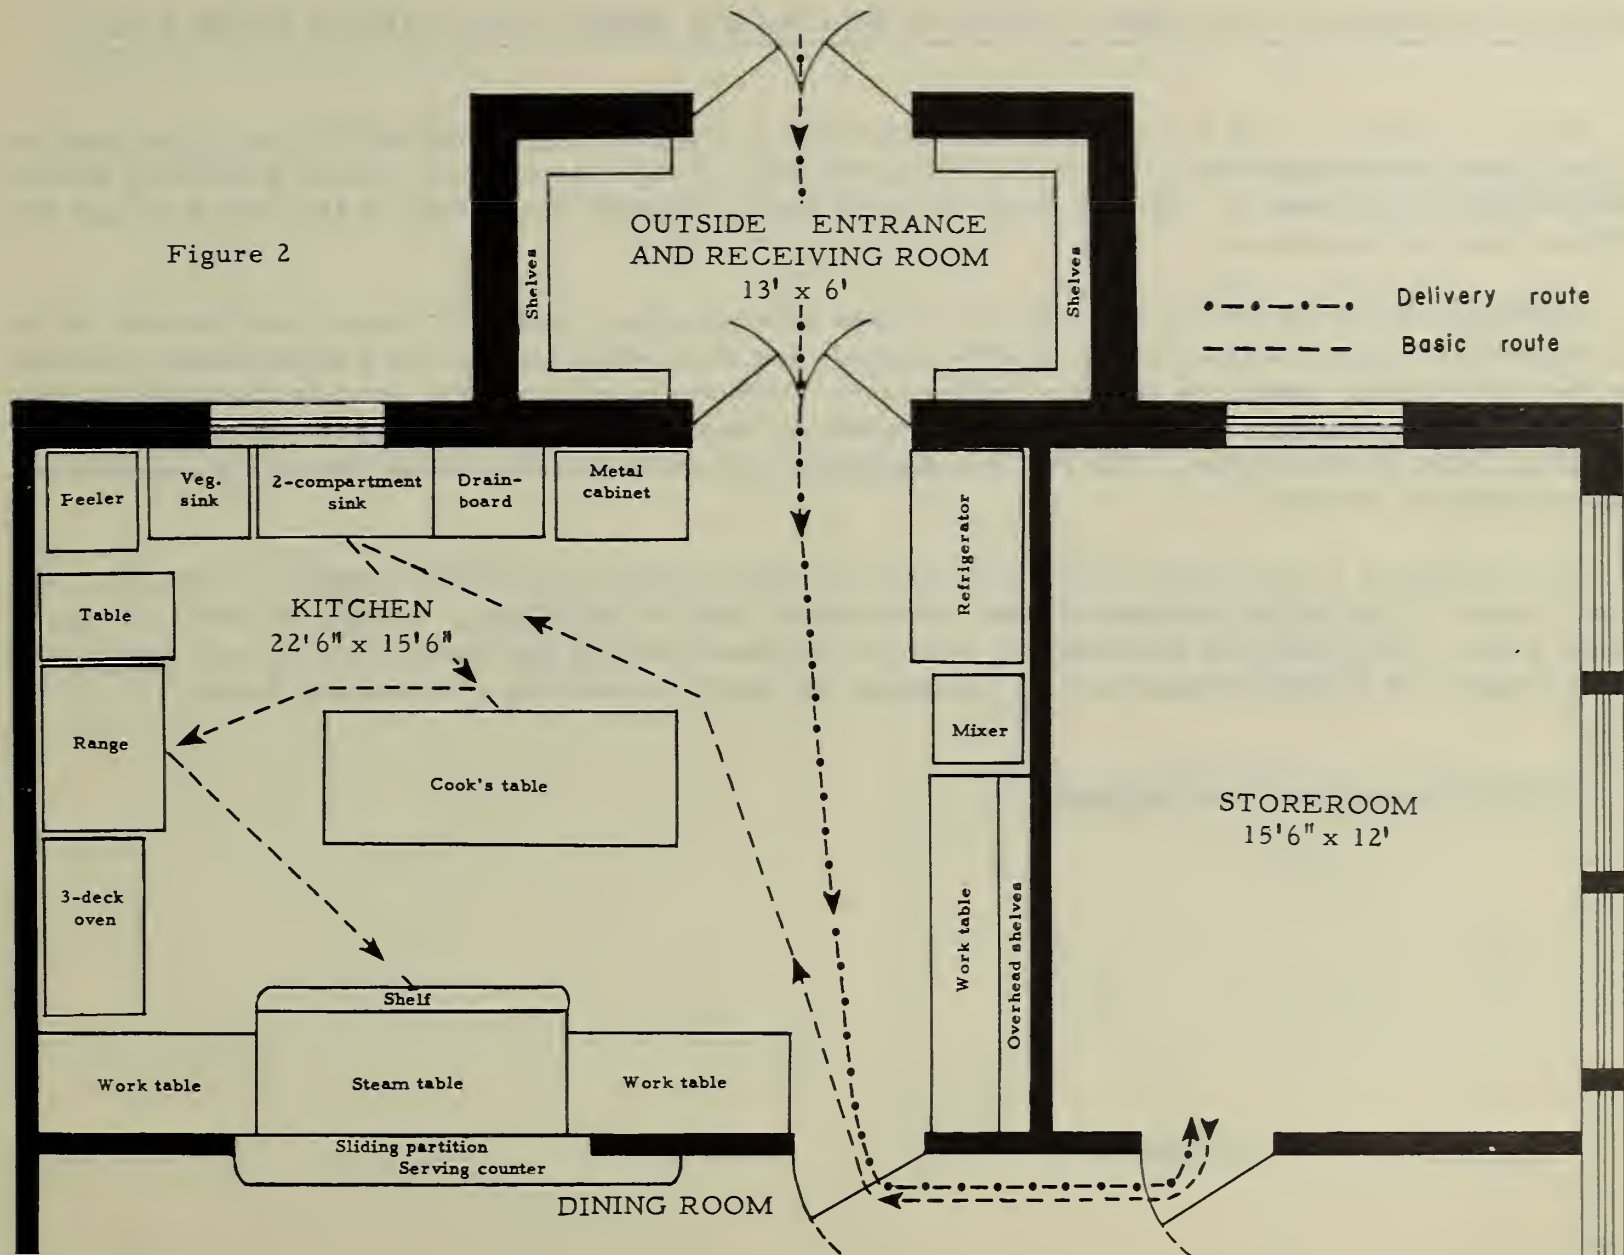 Figure 2
OUTSIDE ENTRANCE
AND RECEIVING ROOM
13' x 6'
Shelves
Shelves
Delivery route
Basic route
Peeler
Veg.
sink
2-compartment
sink
Drain-
board
Metal
cabinet
Refrigerator
Table
KITCHEN
22'6" x 15'6"
Range
Cook's table
Mixer
STOREROOM
15'6" x 12'
3-deck
oven
Work table
Overhead shelves
Shelf
Work table
Steam table
Work table
Sliding partition
Serving counter
DINING ROOM